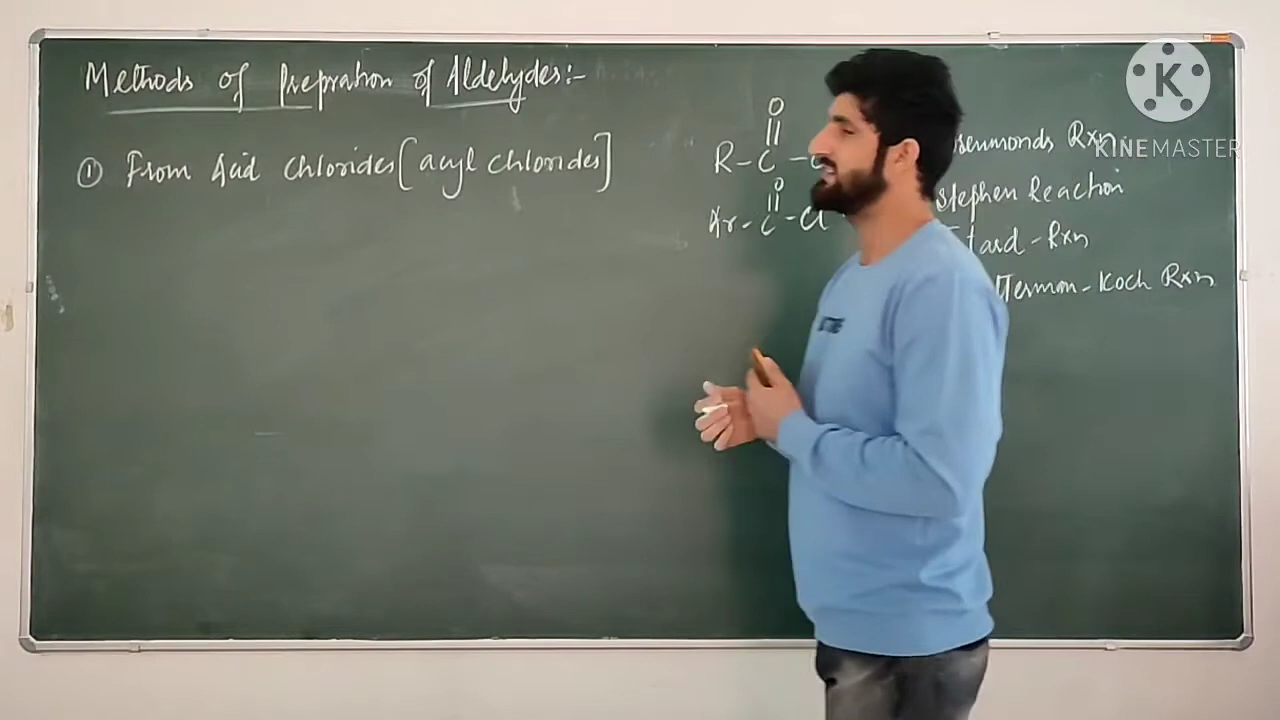 Methods of Prepration of Aldehydes:-
① From Acid Chlorides [acyl chlorides]
O
||
R-C-C
O
||
Ar-C-Cl
Rxn
Stephen Reaction
tard-Rxn
Koch Rxn
K
KINEMASTER